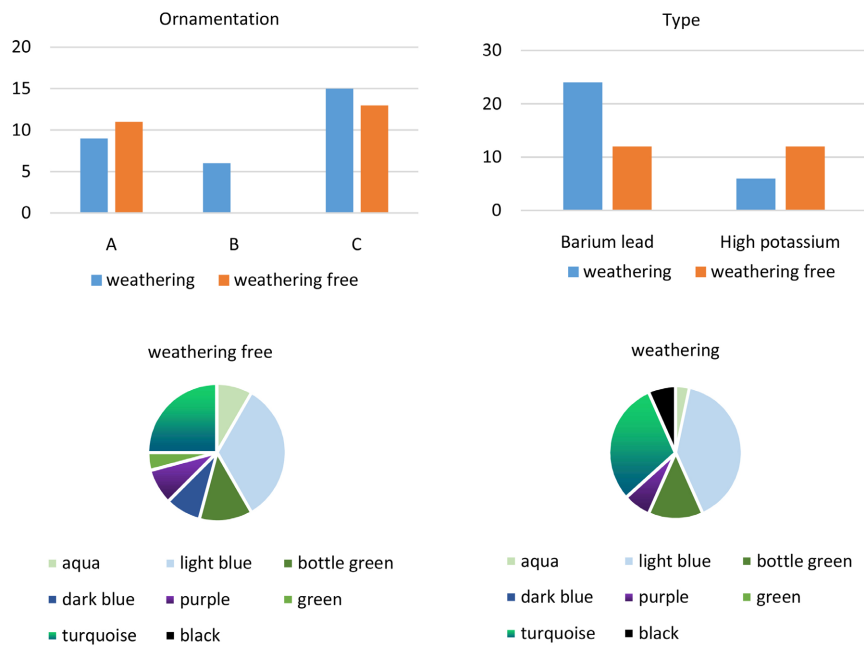 Ornamentation
20
15
10
5
0
A B C
weathering weathering free
Type
30
20
10
0
Barium lead High potassium
weathering weathering free
weathering free
aqua light blue bottle green
dark blue purple green
turquoise black
weathering
aqua light blue bottle green
dark blue purple green
turquoise black